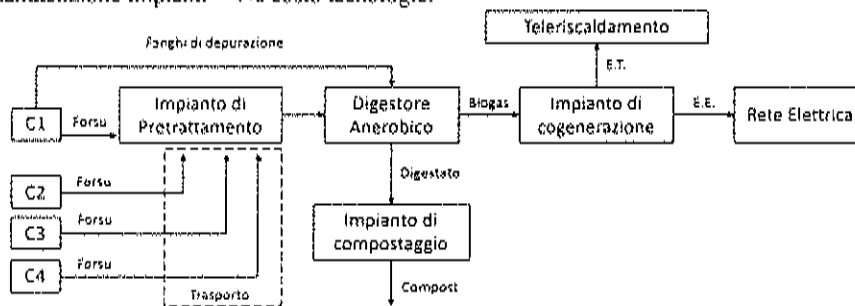 Teleriscaldamento
Fanghi di depurazione
E.T.
C1
Forsu
Impianto di
Pretrattamento
Digestore
Anerobico
Biogas
Impianto di
cogenerazione
E.E.
Rete Elettrica
C2
Forsu
Digestato
C3
Forsu
Impianto di
compostaggio
C4
Forsu
Trasporto
Compost